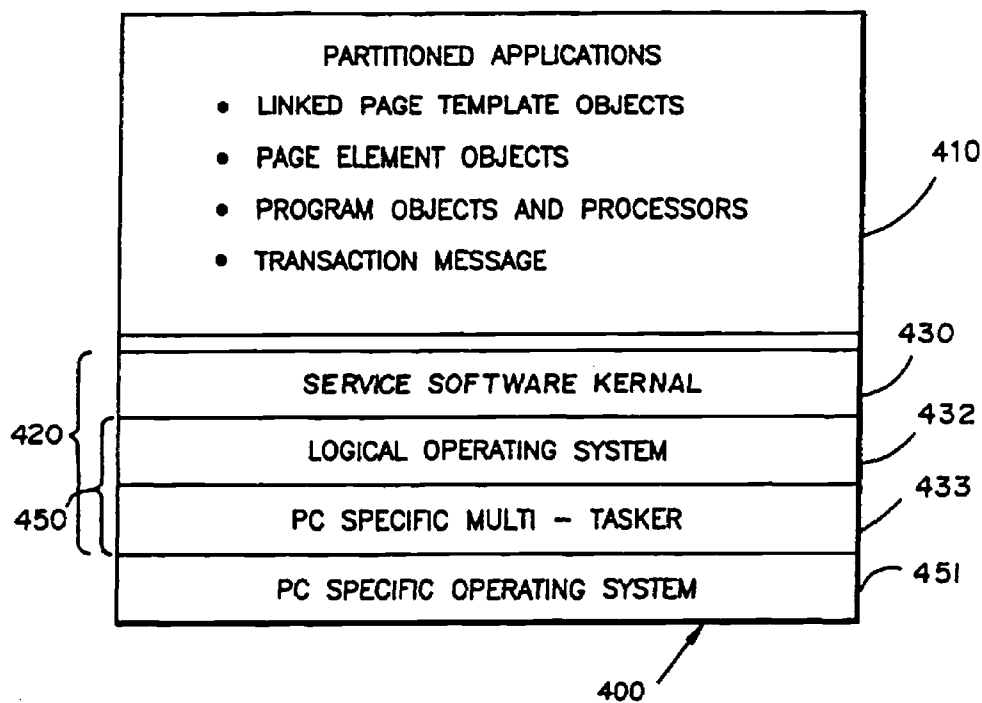 PARTITIONED APPLICATIONS
• LINKED PAGE TEMPLATE OBJECTS
• PAGE ELEMENT OBJECTS
• PROGRAM OBJECTS AND PROCESSORS
• TRANSACTION MESSAGE
410
430
SERVICE SOFTWARE KERNAL
420
432
LOGICAL OPERATING SYSTEM
433
450
PC SPECIFIC MULTI - TASKER
451
PC SPECIFIC OPERATING SYSTEM
400